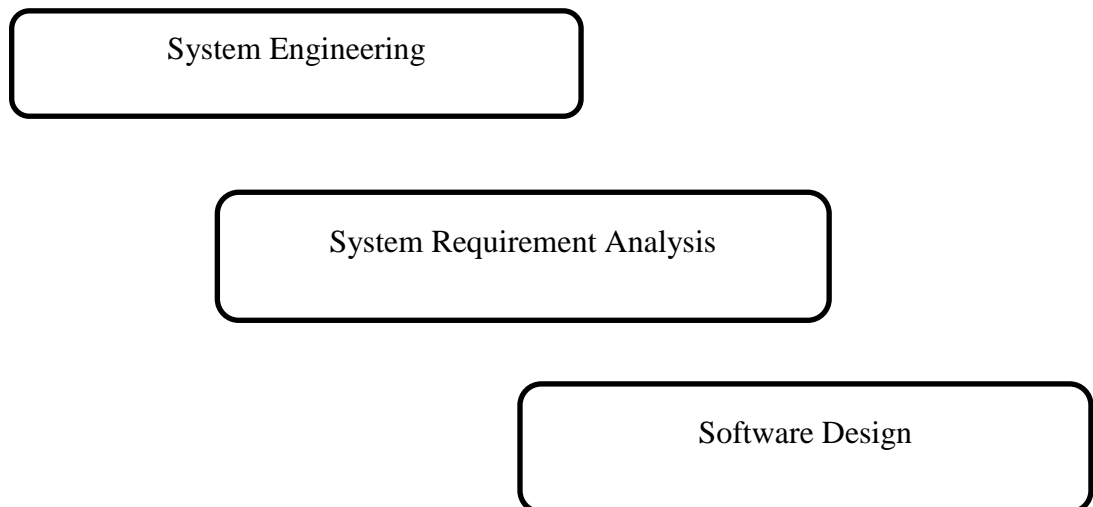 System Engineering
System Requirement Analysis
Software Design